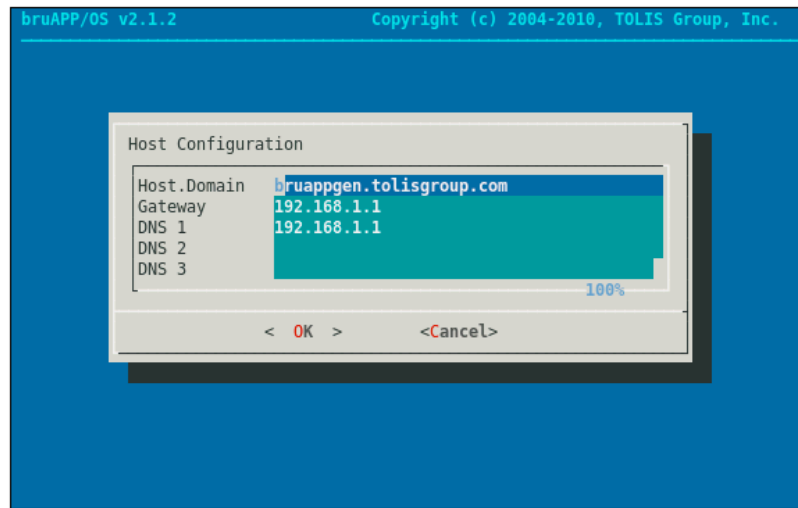 bruAPP/OS v2.1.2 Copyright (c) 2004-2010, TOLIS Group, Inc.
Host Configuration
Host.Domain bruappgen.tolisgroup.com
Gateway 192.168.1.1
DNS 1 192.168.1.1
DNS 2
DNS 3
100%
< OK > <Cancel>